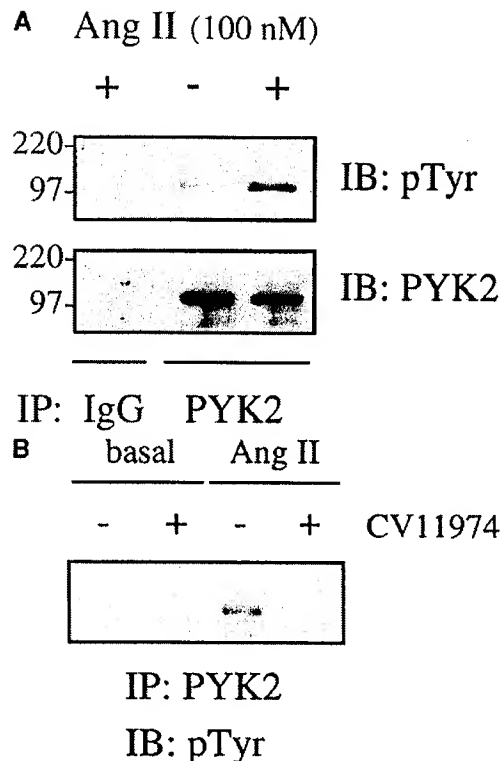 A Ang II (100 nM)
+ - +
220-
97-
IB: pTyr
220-
97-
IB: PYK2
IP: IgG PYK2
B basal Ang II
- + - + CV11974
IP: PYK2
IB: pTyr